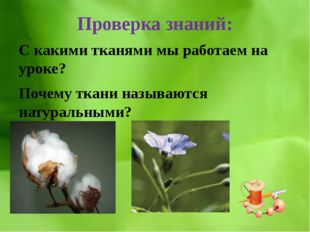 Проверка знаний:
С какими тканями мы работаем на
уроке?
Почему ткани называются
натуральными?